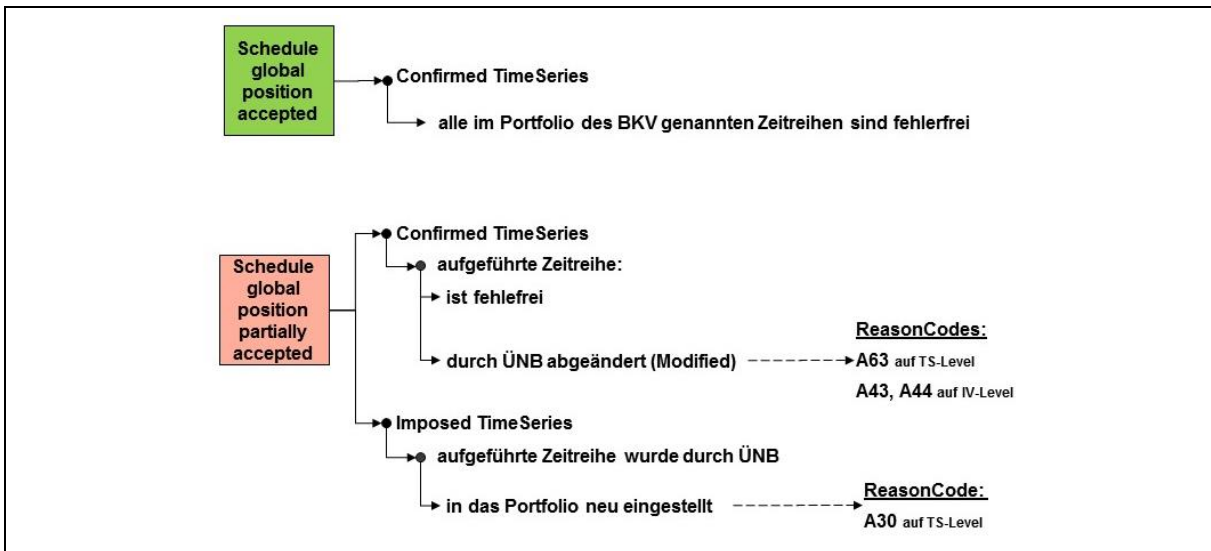 Schedule
global
position
accepted
Confirmed TimeSeries
alle im Portfolio des BKV genannten Zeitreihen sind fehlerfrei
Schedule
global
position
partially
accepted
Confirmed TimeSeries
aufgeführte Zeitreihe:
ist fehlefrei
durch ÜNB abgeändert (Modified)
ReasonCodes:
A63 auf TS-Level
A43, A44 auf IV-Level
Imposed TimeSeries
aufgeführte Zeitreihe wurde durch ÜNB
in das Portfolio neu eingestellt
ReasonCode:
A30 auf TS-Level